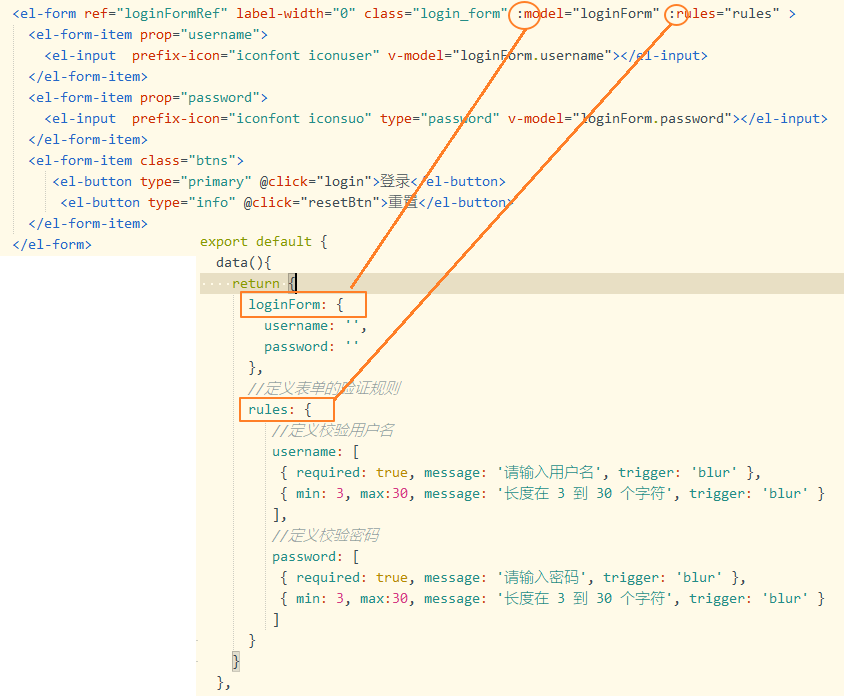 <el-form ref="loginFormRef" label-width="0" class="login_form" :model="loginForm" :rules="rules" >
<el-form-item prop="username">
<el-input  prefix-icon="iconfont iconuser" v-model="loginForm.username"></el-input>
</el-form-item>
<el-form-item prop="password">
<el-input  prefix-icon="iconfont iconsuo" type="password" v-model="loginForm.password"></el-input>
</el-form-item>
<el-form-item class="btns">
<el-button type="primary" @click="login">登录</el-button>
<el-button type="info" @click="resetBtn">重置</el-button>
</el-form-item>
</el-form>
export default {
data(){
return {
loginForm: {
username: '',
password: ''
},
//定义表单的验证规则
rules: {
//定义校验用户名
username: [
{ required: true, message: '请输入用户名', trigger: 'blur' },
{ min: 3, max:30, message: '长度在 3 到 30 个字符', trigger: 'blur' }
],
//定义校验密码
password: [
{ required: true, message: '请输入密码', trigger: 'blur' },
{ min: 3, max:30, message: '长度在 3 到 30 个字符', trigger: 'blur' }
]
}
}
},